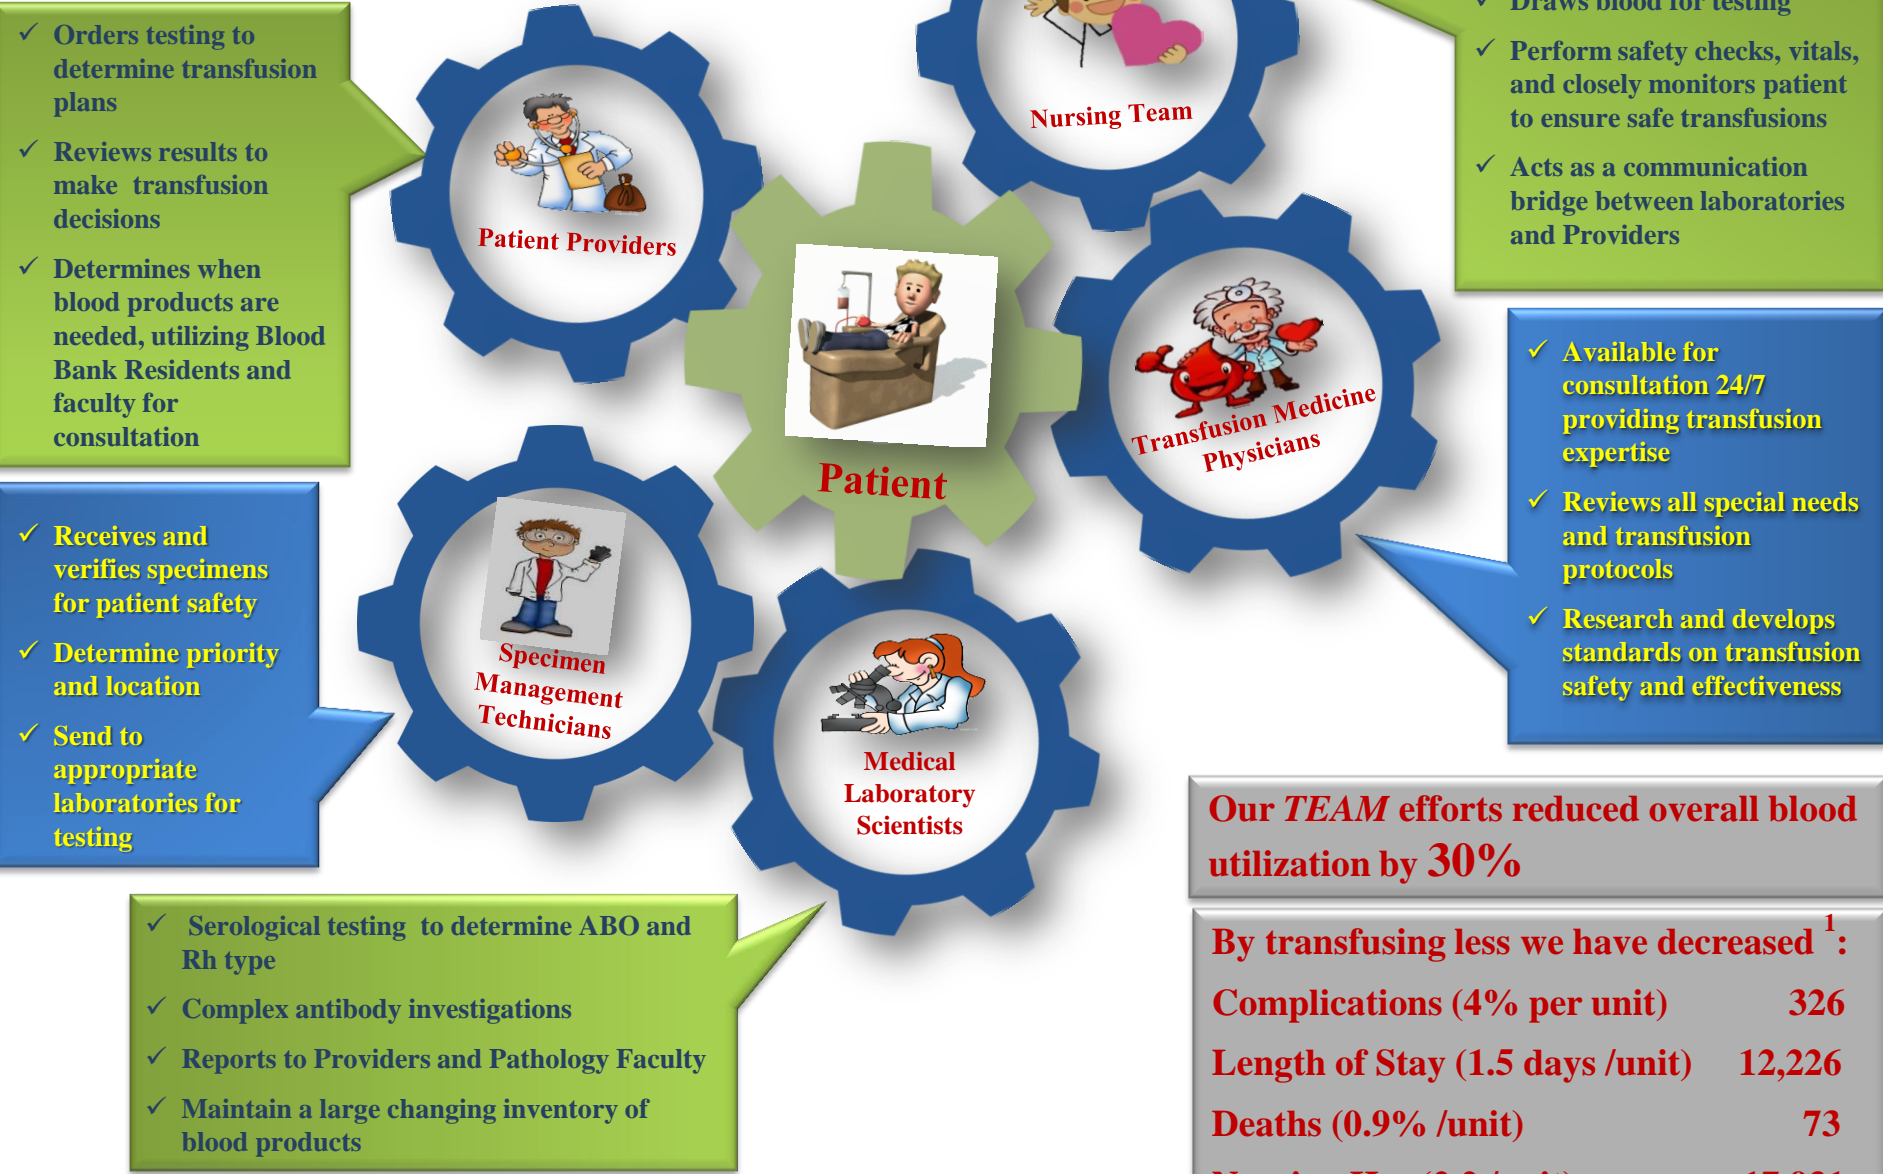 ✓ Orders testing to
determine transfusion
plans
✓ Reviews results to
make transfusion
decisions
✓ Determines when
blood products are
needed, utilizing Blood
Bank Residents and
faculty for
consultation
Patient Providers
Nursing Team
✓ Draws blood for testing
✓ Perform safety checks, vitals,
and closely monitors patient
to ensure safe transfusions
✓ Acts as a communication
bridge between laboratories
and Providers
Patient
Transfusion Medicine
Physicians
✓ Available for
consultation 24/7
providing transfusion
expertise
✓ Reviews all special needs
and transfusion
protocols
✓ Research and develops
standards on transfusion
safety and effectiveness
✓ Receives and
verifies specimens
for patient safety
✓ Determine priority
and location
✓ Send to
appropriate
laboratories for
testing
Specimen
Management
Technicians
Medical
Laboratory
Scientists
✓ Serological testing to determine ABO and
Rh type
✓ Complex antibody investigations
✓ Reports to Providers and Pathology Faculty
✓ Maintain a large changing inventory of
blood products
Our TEAM efforts reduced overall blood
utilization by 30%
By transfusing less we have decreased 1:
Complications (4% per unit) 326
Length of Stay (1.5 days /unit) 12,226
Deaths (0.9% /unit) 73